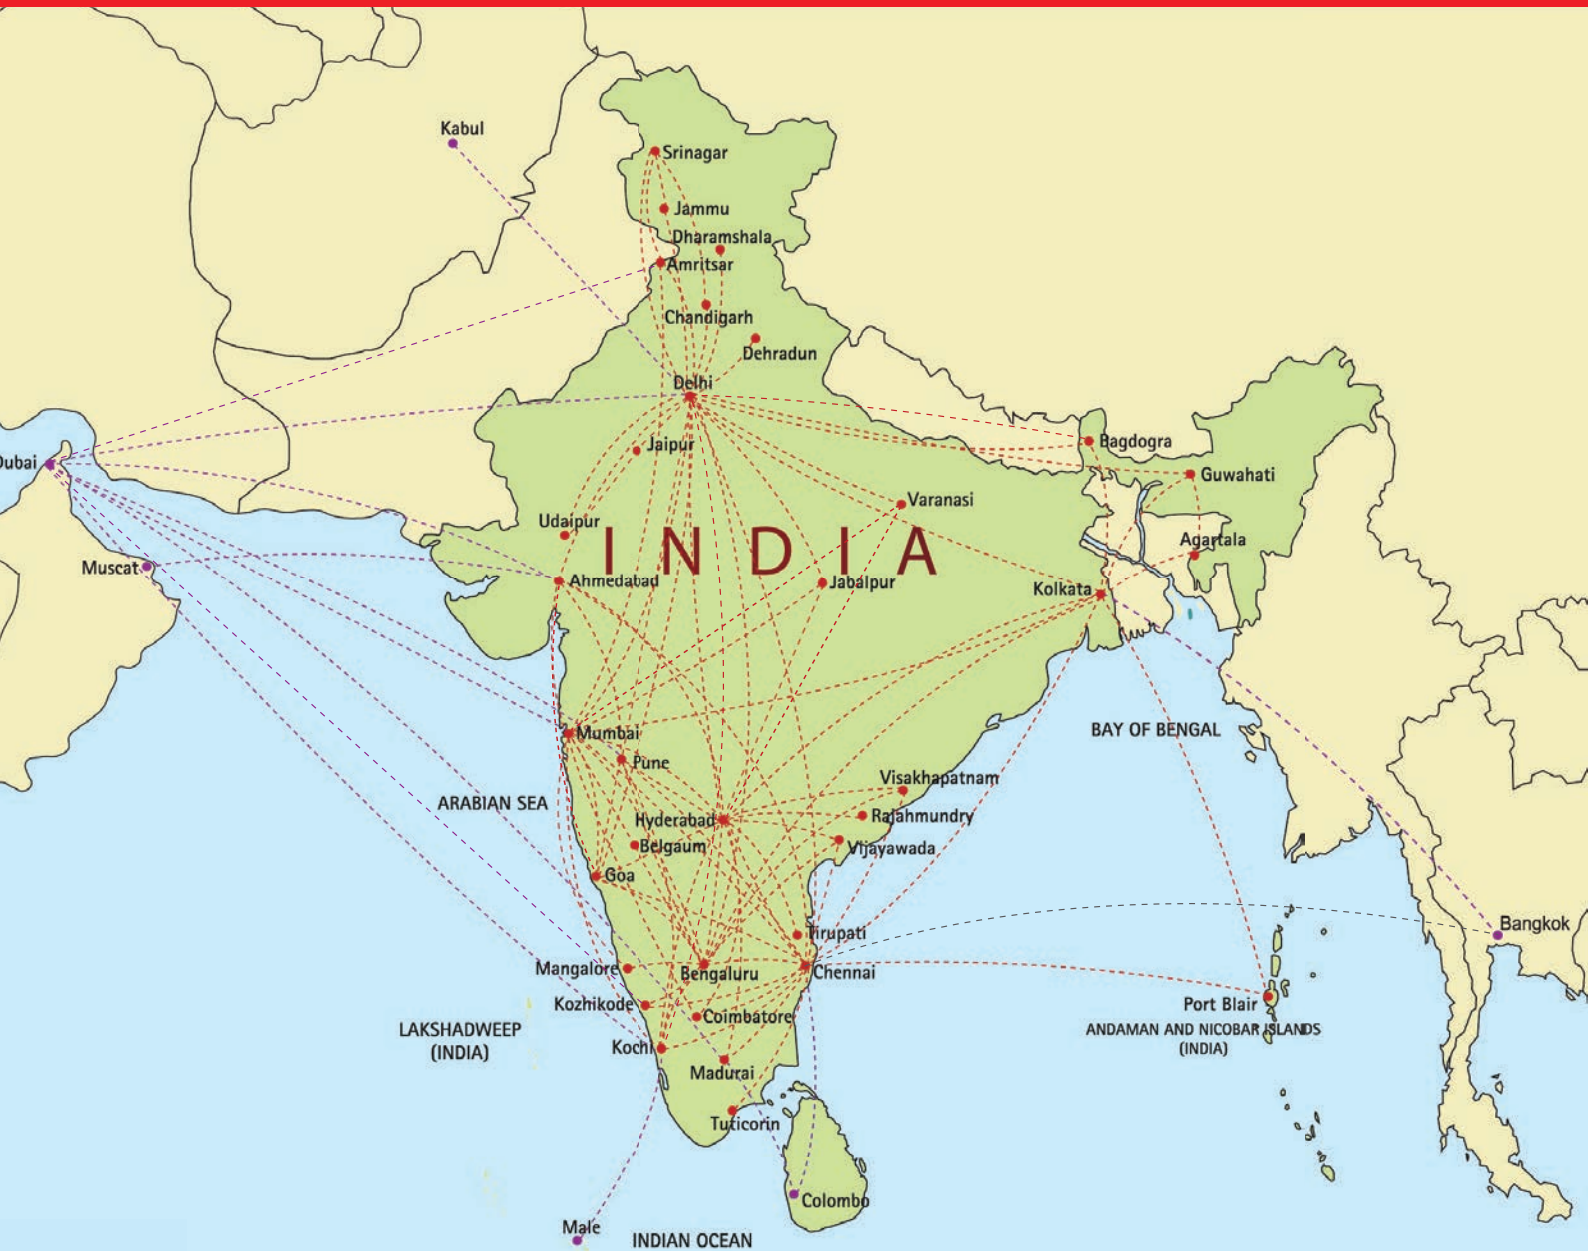 Kabul
Srinagar
Jammu
Dharamshala
Amritsar
Chandigarh
Dehradun
Delhi
Jaipur
Bagdogra
Dubai
Guwahati
Varanasi
Udaipur
INDIA
Agartala
Muscat
Ahmedabad
Jabalpur
Kolkata
Mumbai
BAY OF BENGAL
Pune
Visakhapatnam
ARABIAN SEA
Hyderabad
Rajahmundry
Belgaum
Vijayawada
Goa
Tirupati
Bangkok
Mangalore
Bengaluru
Chennai
Kozhikode
Coimbatore
Port Blair
LAKSHADWEEP
(INDIA)
ANDAMAN AND NICOBAR ISLANDS
(INDIA)
Kochi
Madurai
Tuticorin
Colombo
Male
INDIAN OCEAN